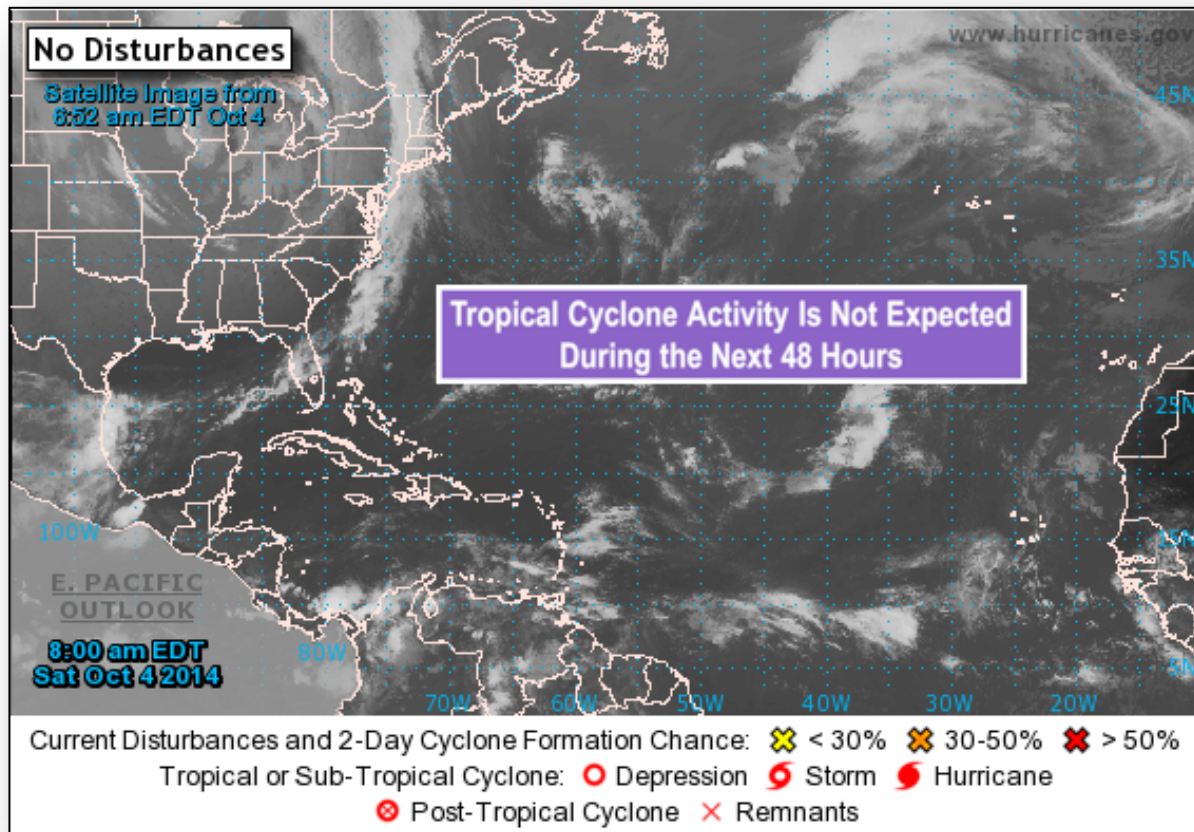 No Disturbances
www.hurricanes.gov
Satellite Image from
6:52 am EDT Oct 4
45N
35N
Tropical Cyclone Activity Is Not Expected
During the Next 48 Hours
25N
100W
15N
E. PACIFIC
OUTLOOK
8:00 am EDT
Sat Oct 4 2014
80W
5N
70W 60W 50W 40W 30W 20W
Current Disturbances and 2-Day Cyclone Formation Chance: < 30% 30-50% > 50%
Tropical or Sub-Tropical Cyclone: Depression Storm Hurricane
Post-Tropical Cyclone Remnants